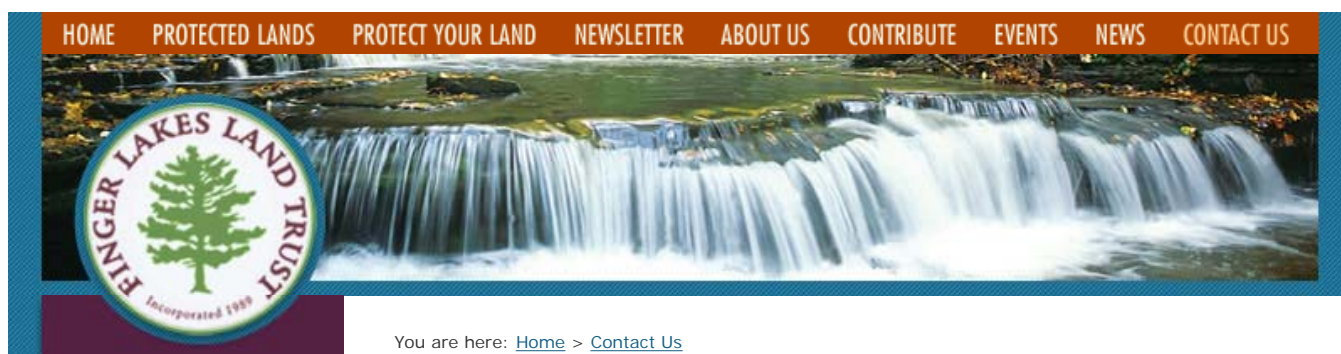 HOME PROTECTED LANDS PROTECT YOUR LAND NEWSLETTER ABOUT US CONTRIBUTE EVENTS NEWS CONTACT US
FINGER LAKES LAND TRUST
Incorporated 1989
You are here: Home > Contact Us